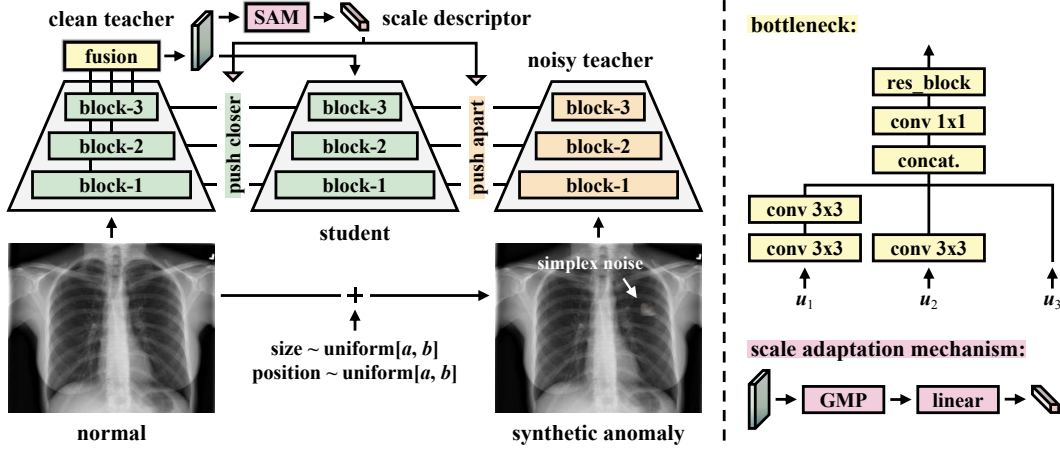 clean teacher
SAM
scale descriptor
fusion
noisy teacher
block-3
block-2
block-1
push closer
block-3
block-2
block-1
push apart
block-3
block-2
block-1
student
simplex noise
+
size ~ uniform[a, b]
position ~ uniform[a, b]
normal
synthetic anomaly
bottleneck:
res_block
conv 1x1
concat.
conv 3x3
conv 3x3
conv 3x3
u1
u2
u3
scale adaptation mechanism:
GMP
linear